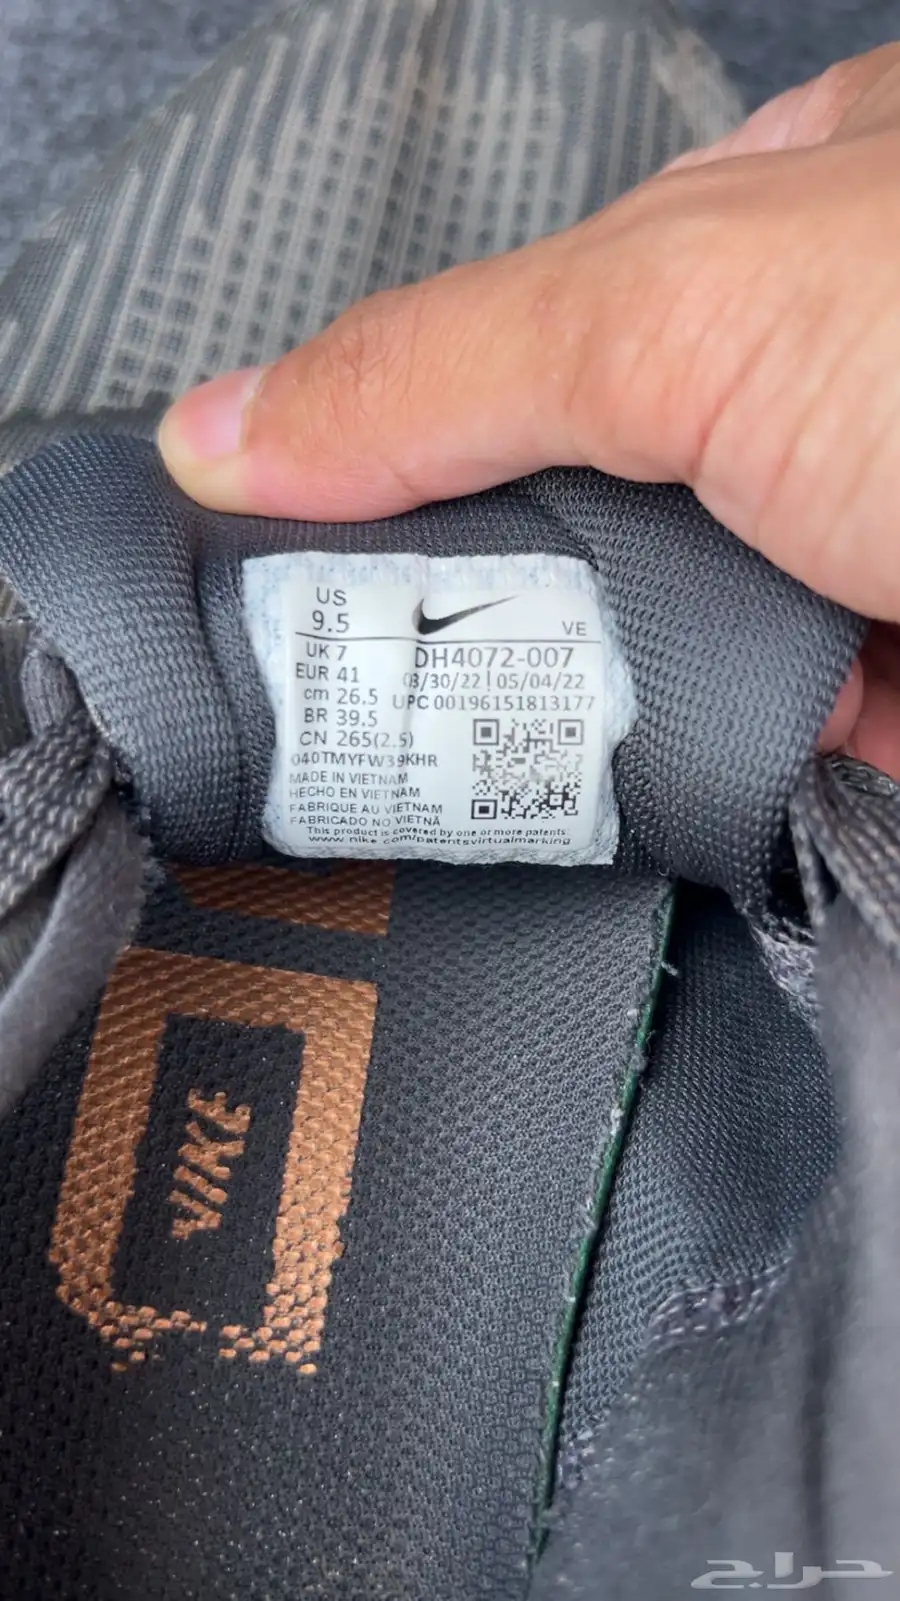 US
9.5
VE
UK 7
EUR 41
cm 26.5
BR 39.5
CN 265(2.5)
DH4072-007
03/30/22 | 05/04/22
UPC 00196151813177
040TMYFW39KHR
MADE IN VIETNAM
HECHO EN VIETNAM
FABRIQUE AU VIETNAM
FABRICADO NO VIETNÃ
This product is covered by one or more patents:
www.nike.com/patentsvirtualmarking
NIKE
حراج